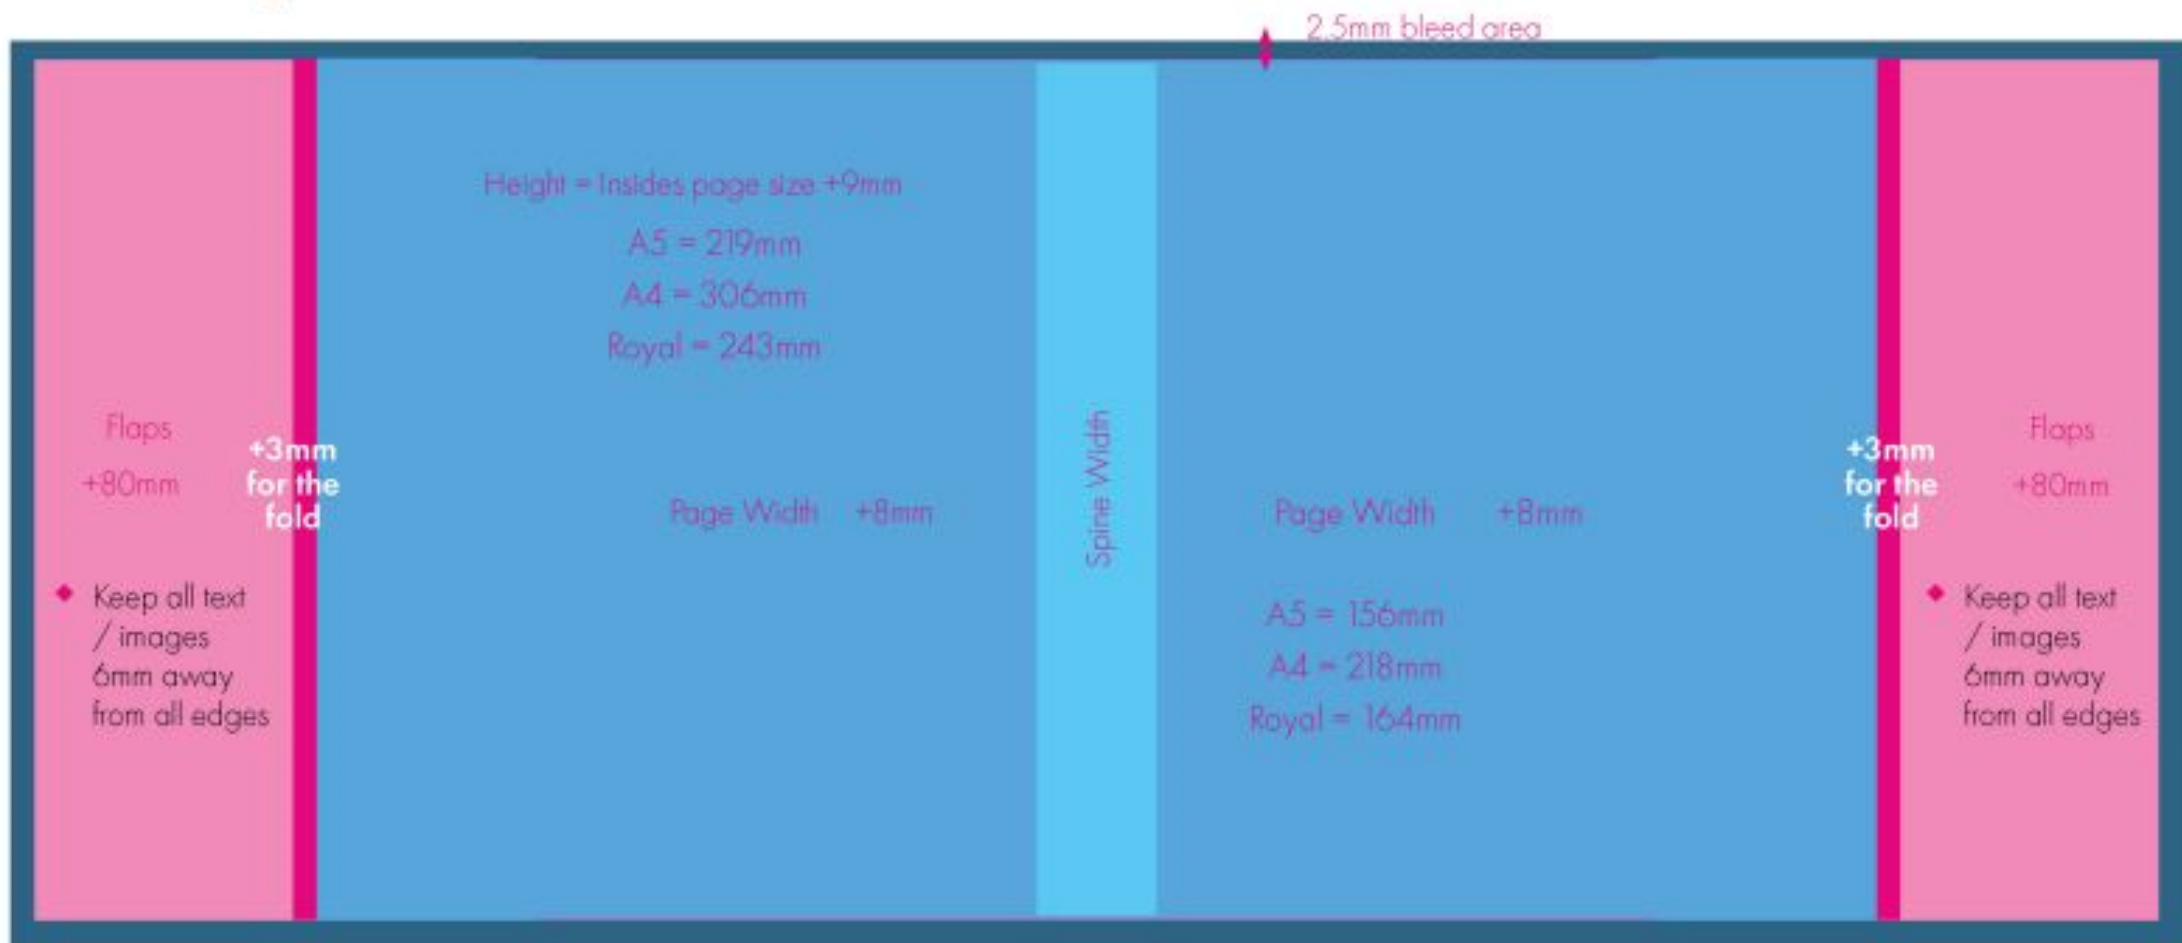 2.5mm bleed area
Height = Insides page size +9mm
A5 = 219mm
A4 = 306mm
Royal = 243mm
Flaps
+80mm
+3mm
for the
fold
Keep all text
/ images
6mm away
from all edges
Page Width +8mm
Spine Width
Page Width +8mm
A5 = 156mm
A4 = 218mm
Royal = 164mm
+3mm
for the
fold
Flaps
+80mm
Keep all text
/ images
6mm away
from all edges